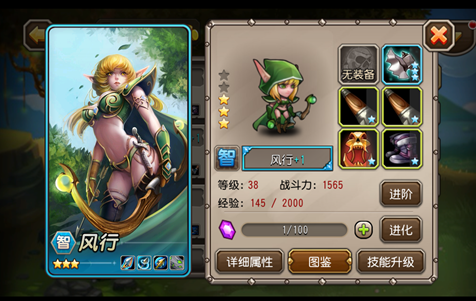 智 风行
无装备
智 风行+1
等级: 38 战斗力: 1565
经验: 145 / 2000
进阶
1/100
进化
详细属性 图鉴 技能升级